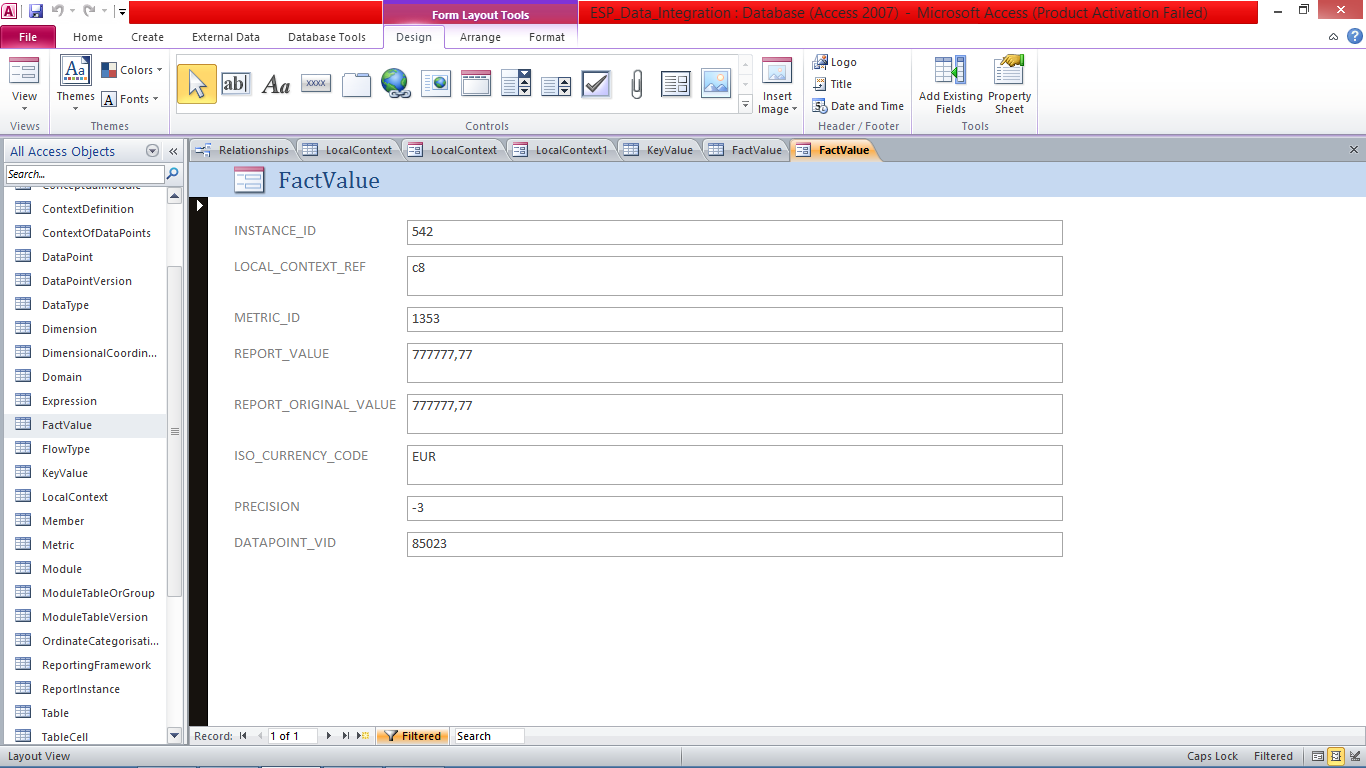 ESP_Data_Integration : Database (Access 2007) - Microsoft Access (Product Activation Failed)
Form Layout Tools
File Home Create External Data Database Tools Design Arrange Format
View Themes Colors Fonts Aa xxxx Insert Image Logo Title Date and Time Add Existing Fields Property Sheet
Views Themes Controls Header / Footer Tools
All Access Objects
Search...
ConceptualModule
ContextDefinition
ContextOfDataPoints
DataPoint
DataPointVersion
DataType
Dimension
DimensionalCoordin...
Domain
Expression
FactValue
FlowType
KeyValue
LocalContext
Member
Metric
Module
ModuleTableOrGroup
ModuleTableVersion
OrdinateCategorisati...
ReportingFramework
ReportInstance
Table
TableCell
Relationships LocalContext LocalContext LocalContext1 KeyValue FactValue FactValue
FactValue
INSTANCE_ID 542
LOCAL_CONTEXT_REF c8
METRIC_ID 1353
REPORT_VALUE 777777,77
REPORT_ORIGINAL_VALUE 777777,77
ISO_CURRENCY_CODE EUR
PRECISION -3
DATAPOINT_VID 85023
Record: 1 of 1 Filtered Search
Layout View Caps Lock Filtered